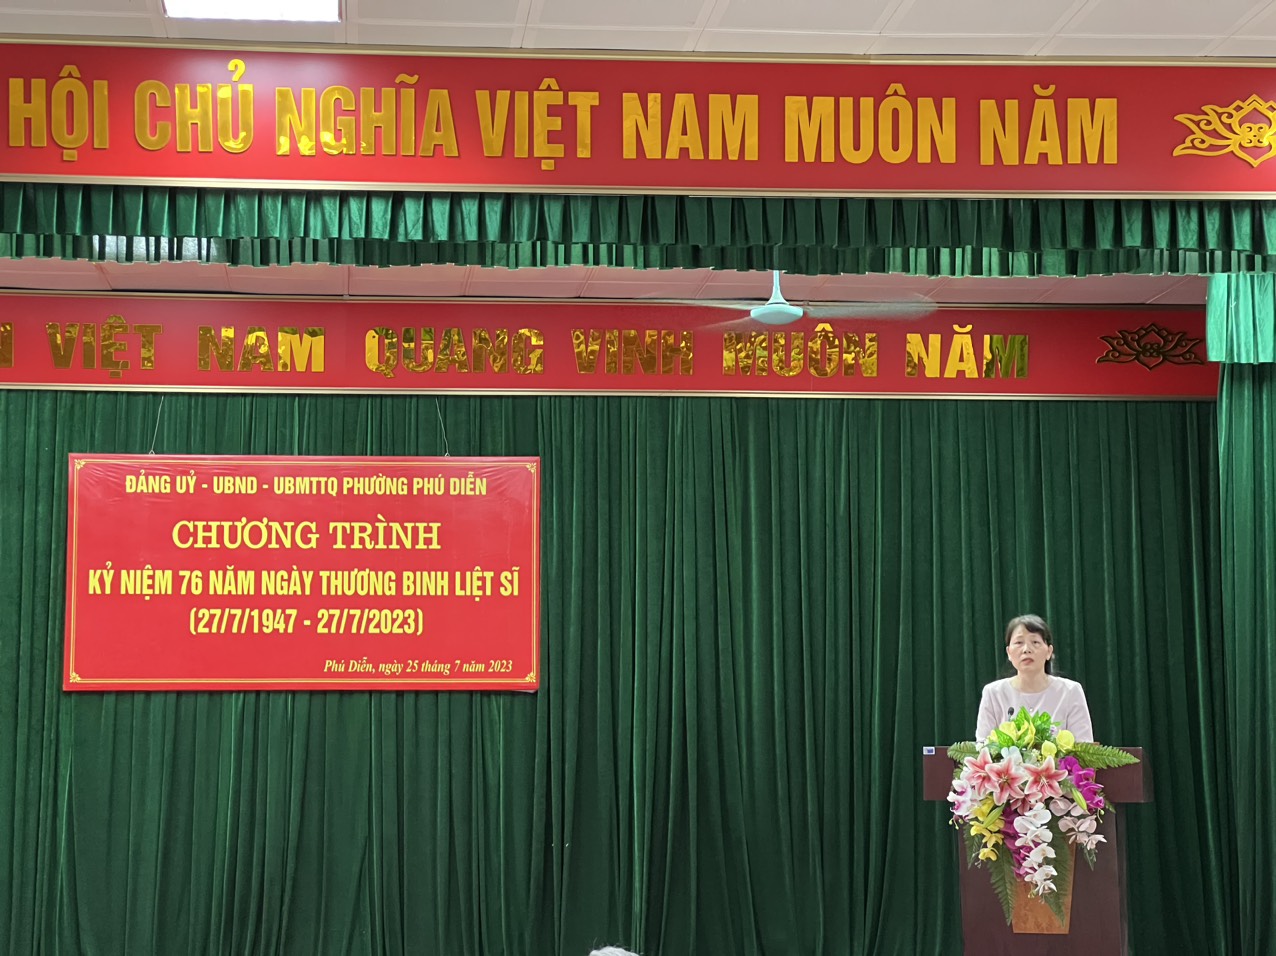 HỘI CHỦ NGHĨA VIỆT NAM MUÔN NĂM
VIỆT NAM QUANG VINH MUÔN NĂM
ĐẢNG UỶ - UBND - UBMTTQ PHƯỜNG PHÚ DIỄN
CHƯƠNG TRÌNH
KỶ NIỆM 76 NĂM NGÀY THƯƠNG BINH LIỆT SĨ
(27/7/1947 - 27/7/2023)
Phú Diễn, ngày 25 tháng 7 năm 2023